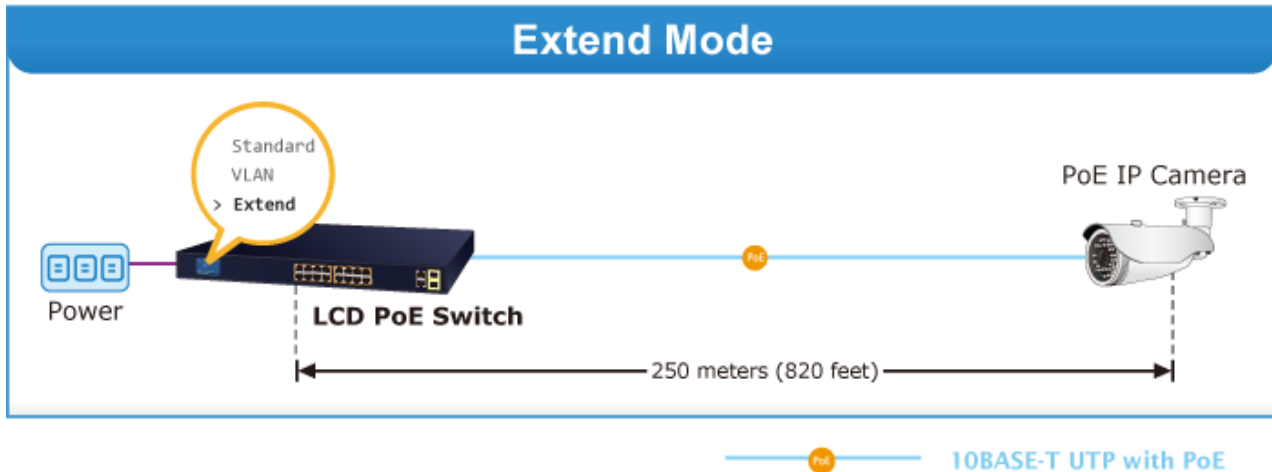 Extend Mode
Standard
VLAN
> Extend
PoE IP Camera
PoE
Power
LCD PoE Switch
250 meters (820 feet)
PoE
10BASE-T UTP with PoE